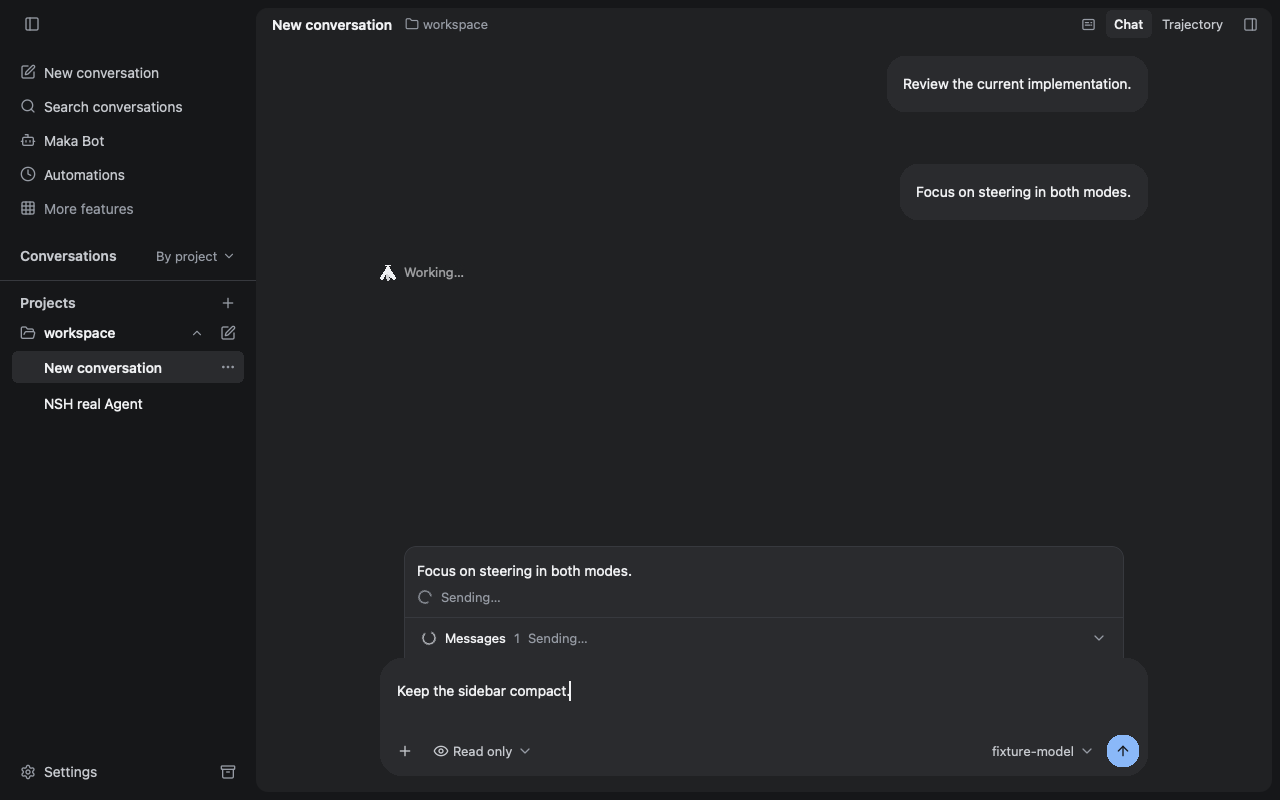 New conversation
Search conversations
Maka Bot
Automations
More features
Conversations
By project
Projects
workspace
New conversation
NSH real Agent
Settings
New conversation
workspace
Chat
Trajectory
Review the current implementation.
Focus on steering in both modes.
Working...
Focus on steering in both modes.
Sending...
Messages 1 Sending...
Keep the sidebar compact.
Read only
fixture-model